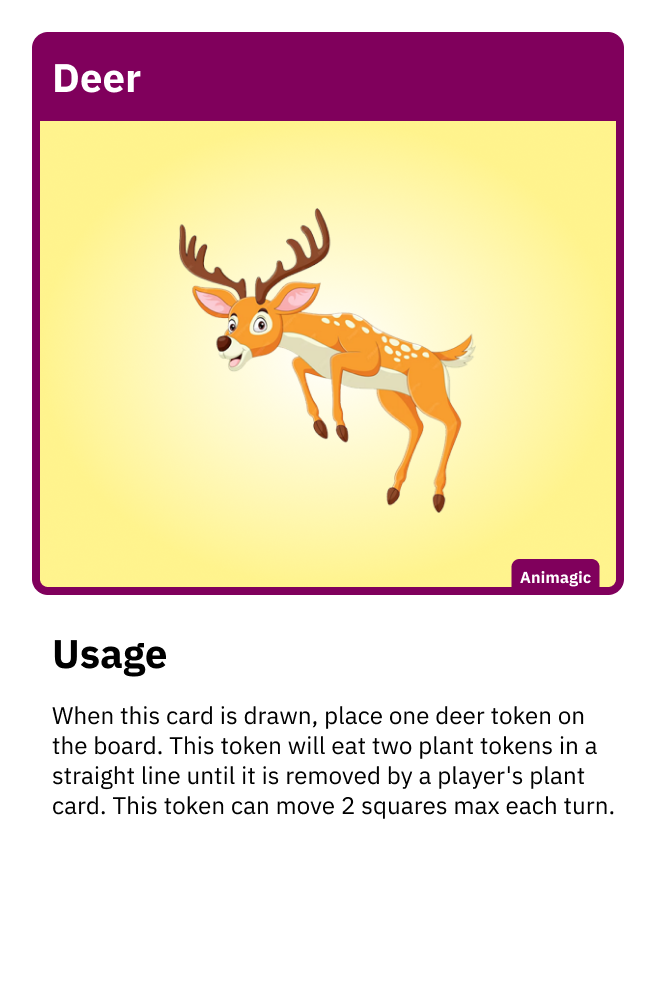 Deer
Animagic
Usage
When this card is drawn, place one deer token on
the board. This token will eat two plant tokens in a
straight line until it is removed by a player's plant
card. This token can move 2 squares max each turn.